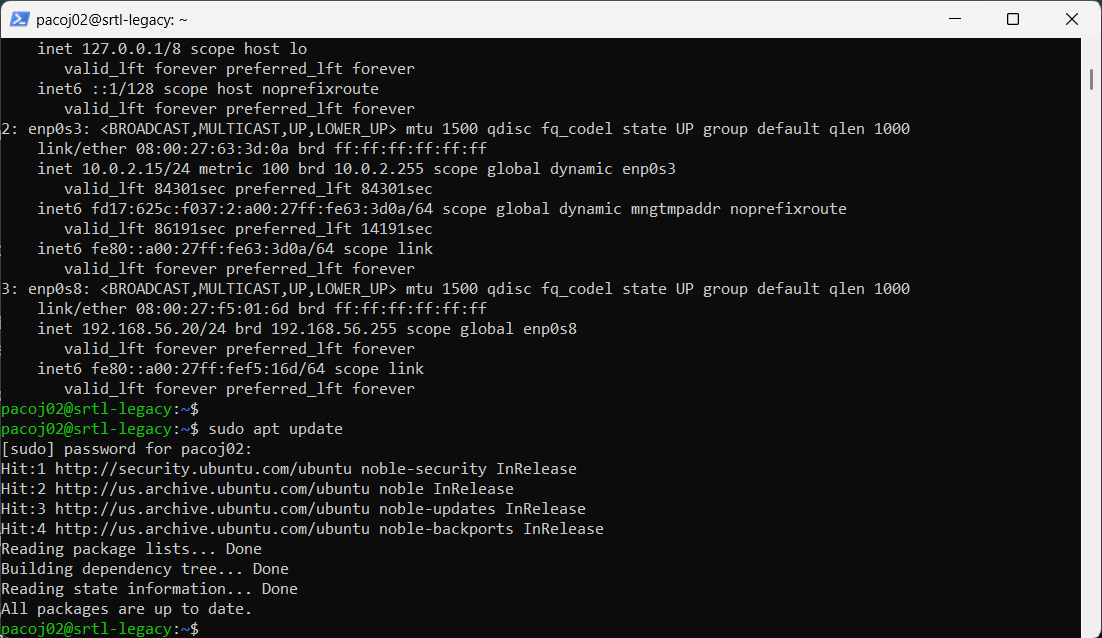 pacoj02@srtl-legacy: ~
inet 127.0.0.1/8 scope host lo
valid_lft forever preferred_lft forever
inet6 ::1/128 scope host noprefixroute
valid_lft forever preferred_lft forever
2: enp0s3: <BROADCAST,MULTICAST,UP,LOWER_UP> mtu 1500 qdisc fq_codel state UP group default qlen 1000
link/ether 08:00:27:63:3d:0a brd ff:ff:ff:ff:ff:ff
inet 10.0.2.15/24 metric 100 brd 10.0.2.255 scope global dynamic enp0s3
valid_lft 84301sec preferred_lft 84301sec
inet6 fd17:625c:f037:2:a00:27ff:fe63:3d0a/64 scope global dynamic mngtmpaddr noprefixroute
valid_lft 86191sec preferred_lft 14191sec
inet6 fe80::a00:27ff:fe63:3d0a/64 scope link
valid_lft forever preferred_lft forever
3: enp0s8: <BROADCAST,MULTICAST,UP,LOWER_UP> mtu 1500 qdisc fq_codel state UP group default qlen 1000
link/ether 08:00:27:f5:01:6d brd ff:ff:ff:ff:ff:ff
inet 192.168.56.20/24 brd 192.168.56.255 scope global enp0s8
valid_lft forever preferred_lft forever
inet6 fe80::a00:27ff:fef5:16d/64 scope link
valid_lft forever preferred_lft forever
pacoj02@srtl-legacy:~$
pacoj02@srtl-legacy:~$ sudo apt update
[sudo] password for pacoj02:
Hit:1 http://security.ubuntu.com/ubuntu noble-security InRelease
Hit:2 http://us.archive.ubuntu.com/ubuntu noble InRelease
Hit:3 http://us.archive.ubuntu.com/ubuntu noble-updates InRelease
Hit:4 http://us.archive.ubuntu.com/ubuntu noble-backports InRelease
Reading package lists... Done
Building dependency tree... Done
Reading state information... Done
All packages are up to date.
pacoj02@srtl-legacy:~$